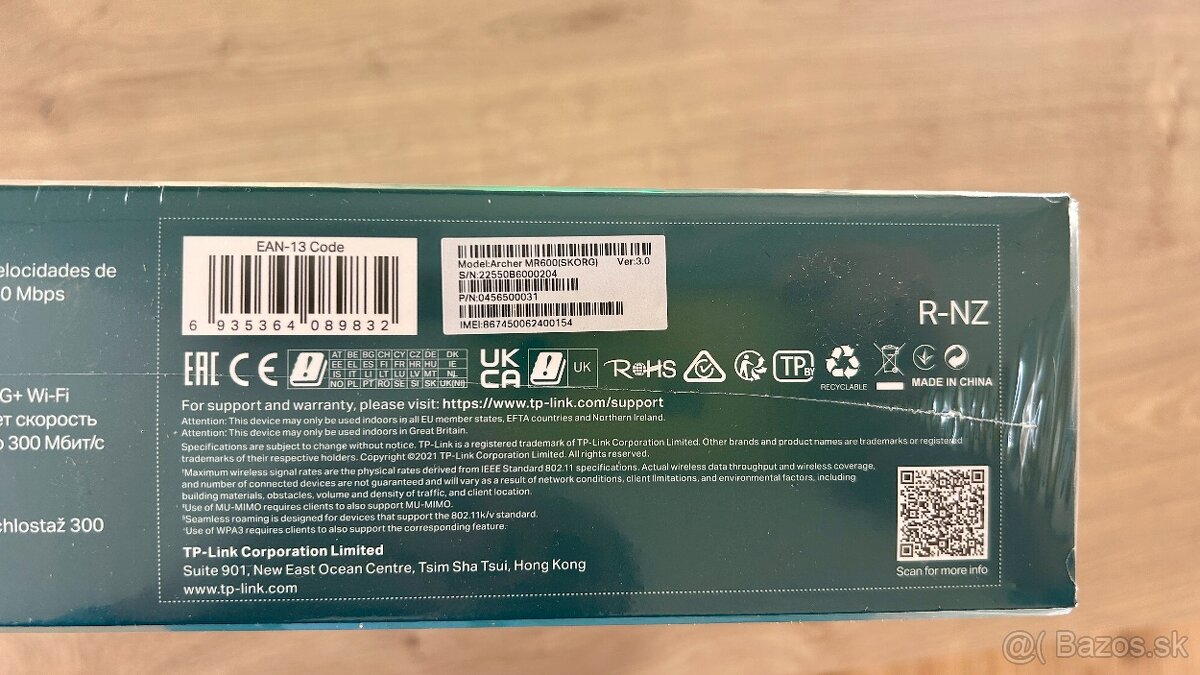 elocidades de
0 Mbps
G+ Wi-Fi
ет скорость
о 300 Мбит/с
chlostaž 300
EAN-13 Code
6 935364 089832
Model:Archer MR600(SKORG) Ver:3.0
S/N:22550B6000204
P/N:0456500031
IMEI:867450062400154
R-NZ
EAC CE
AT BE BG CH CY CZ DE DK
EE EL ES FI FR HR HU IE
IS IT LI LT LU LV MT NL
NO PL PT RO SE SI SK UK(NI)
UK
CA
UK
RoHS
TP BY
RECYCLABLE
MADE IN CHINA
For support and warranty, please visit: https://www.tp-link.com/support
Attention: This device may only be used indoors in all EU member states, EFTA countries and Northern Ireland.
Attention: This device may only be used indoors in Great Britain.
Specifications are subject to change without notice. TP-Link is a registered trademark of TP-Link Corporation Limited. Other brands and product names are trademarks or registered
trademarks of their respective holders. Copyright ©2021 TP-Link Corporation Limited. All rights reserved.
Maximum wireless signal rates are the physical rates derived from IEEE Standard 802.11 specifications. Actual wireless data throughput and wireless coverage,
and number of connected devices are not guaranteed and will vary as a result of network conditions, client limitations, and environmental factors, including
building materials, obstacles, volume and density of traffic, and client location.
Use of MU-MIMO requires clients to also support MU-MIMO.
Seamless roaming is designed for devices that support the 802.11k/v standard.
Use of WPA3 requires clients to also support the corresponding feature.
TP-Link Corporation Limited
Suite 901, New East Ocean Centre, Tsim Sha Tsui, Hong Kong
www.tp-link.com
Scan for more info
@( Bazos.sk